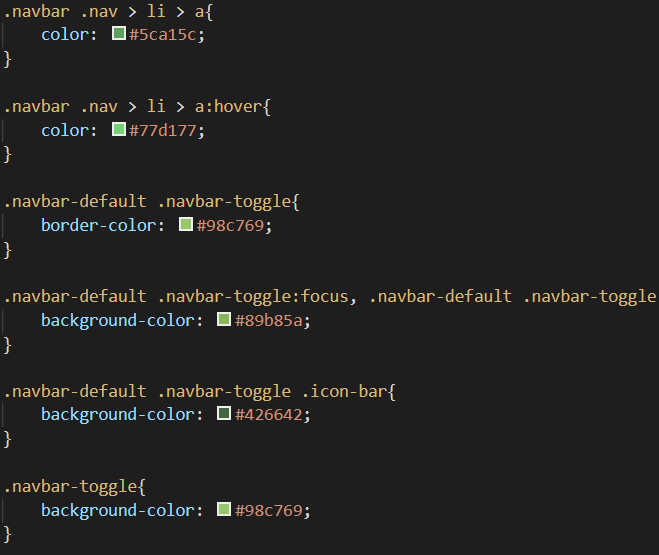 .navbar .nav > li > a{
    color: #5ca15c;
}

.navbar .nav > li > a:hover{
    color: #77d177;
}

.navbar-default .navbar-toggle{
    border-color: #98c769;
}

.navbar-default .navbar-toggle:focus, .navbar-default .navbar-toggle
    background-color: #89b85a;
}

.navbar-default .navbar-toggle .icon-bar{
    background-color: #426642;
}

.navbar-toggle{
    background-color: #98c769;
}